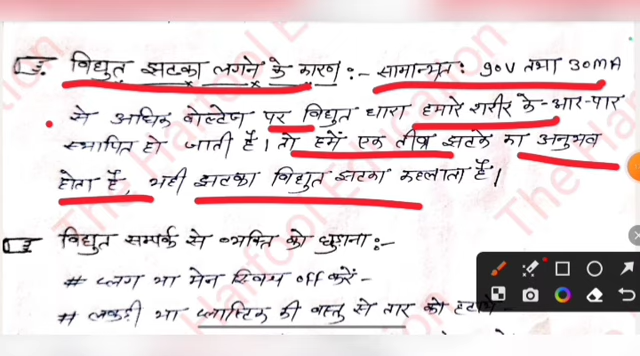 विद्युत झटका लगने के कारण :- सामान्यतः 90V तथा 30mA
से अधिक वोल्टेज पर विद्युत धारा हमारे शरीर के-आर-पार
स्थापित हो जाती है। तो हमें एक तीव्र झटके का अनुभव
होता है, यही झटका विद्युत झटका कहलाता है।
विद्युत सम्पर्क से व्यक्ति को छुड़ाना :-
# प्लग या मेन स्विच off करें-
# लकड़ी या प्लास्टिक की वस्तु से तार को हटाये-